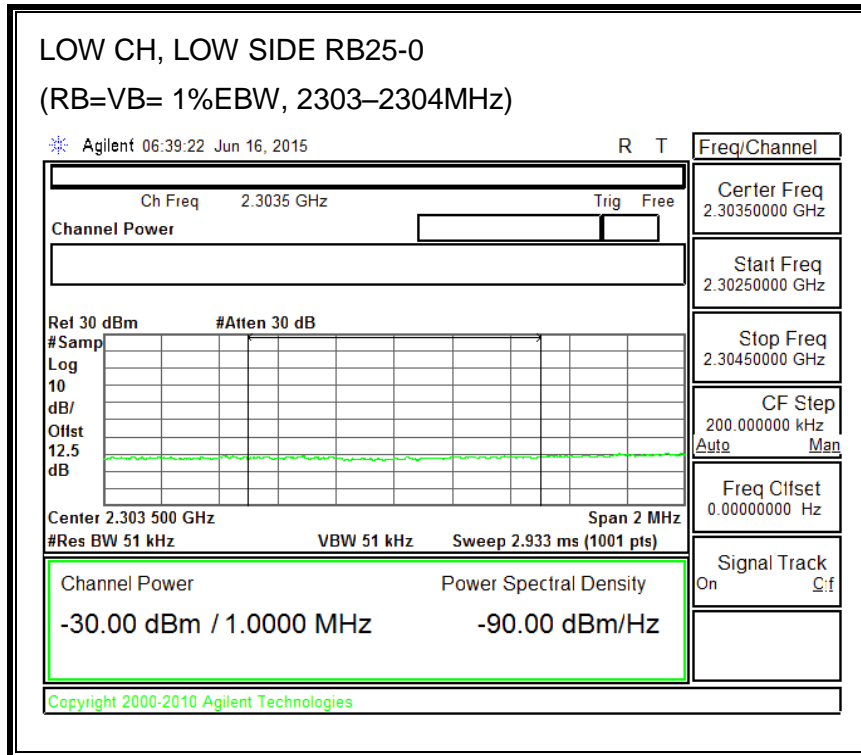 LOW CH, LOW SIDE RB25-0
(RB=VB= 1%EBW, 2303–2304MHz)
Agilent 06:39:22 Jun 16, 2015 R T
Freq/Channel
Ch Freq 2.3035 GHz Trig Free
Channel Power
Center Freq
2.30350000 GHz
Start Freq
2.30250000 GHz
Stop Freq
2.30450000 GHz
CF Step
200.000000 kHz
Auto Man
Freq Offset
0.00000000 Hz
Signal Track
On Off
Ref 30 dBm #Atten 30 dB
#Samp
Log
10
dB/
Offst
12.5
dB
Center 2.303 500 GHz Span 2 MHz
#Res BW 51 kHz VBW 51 kHz Sweep 2.933 ms (1001 pts)
Channel Power Power Spectral Density
-30.00 dBm / 1.0000 MHz -90.00 dBm/Hz
Copyright 2000-2010 Agilent Technologies